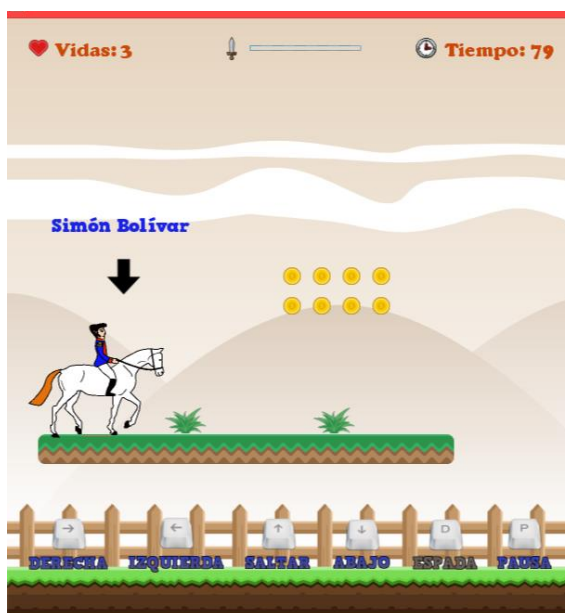 Vidas: 3
Tiempo: 79
Simón Bolívar
→ ← ↑ ↓ D P
DERECHA IZQUIERDA SALTAR ABAJO ESPADA PAUSA